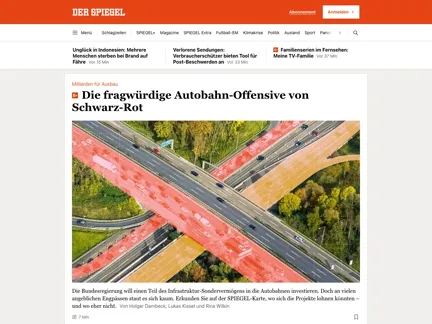 DER SPIEGEL
Abonnement
Anmelden
Menü Schlagzeilen SPIEGEL+ Magazine SPIEGEL Extra Fußball-EM Klimakrise Politik Ausland Sport
Unglück in Indonesien: Mehrere
Menschen sterben bei Brand auf
Fähre Vor 15 Min
Verlorene Sendungen:
Verbraucherschützer bieten Tool für
Post-Beschwerden an Vor 33 Min
Familienserien im Fernsehen:
Meine TV-Familie Vor 37 Min
Milliarden für Ausbau
Die fragwürdige Autobahn-Offensive von
Schwarz-Rot
Die Bundesregierung will einen Teil des Infrastruktur-Sondervermögens in die Autobahnen investieren. Doch an vielen
angeblichen Engpässen staut es sich kaum. Erkunden Sie auf der SPIEGEL-Karte, wo sich die Projekte lohnen könnten –
und wo eher nicht. Von Holger Dambeck, Lukas Kissel und Rina Wilkin
7 Min